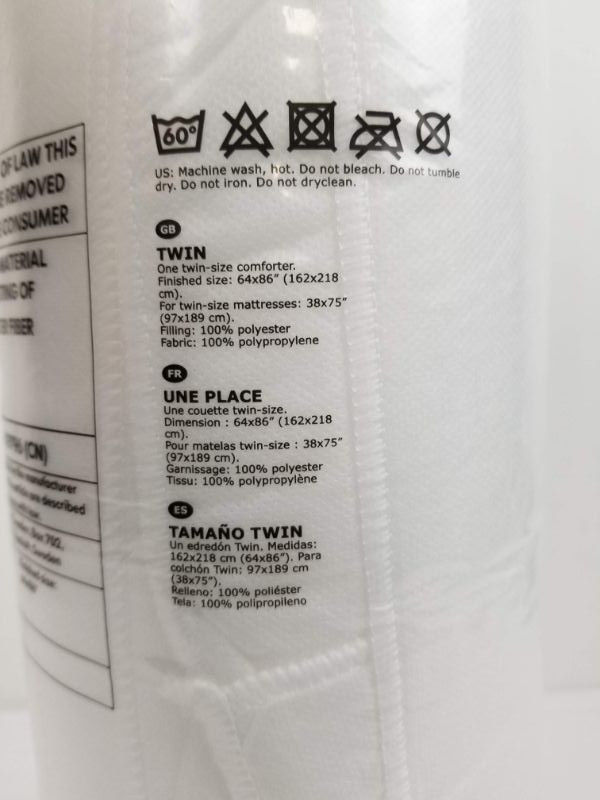 OF LAW THIS
REMOVED
CONSUMER
MATERIAL
OF
FIBER
(CN)
manufacturer
are described
Box 702,
60°
US: Machine wash, hot. Do not bleach. Do not tumble
dry. Do not iron. Do not dryclean.
GB
TWIN
One twin-size comforter.
Finished size: 64x86” (162x218
cm).
For twin-size mattresses: 38x75”
(97x189 cm).
Filling: 100% polyester
Fabric: 100% polypropylene
FR
UNE PLACE
Une couette twin-size.
Dimension : 64x86” (162x218
cm).
Pour matelas twin-size : 38x75”
(97x189 cm).
Garnissage: 100% polyester
Tissu: 100% polypropylène
ES
TAMAÑO TWIN
Un edredón Twin. Medidas:
162x218 cm (64x86”). Para
colchón Twin: 97x189 cm
(38x75”).
Relleno: 100% poliéster
Tela: 100% polipropileno